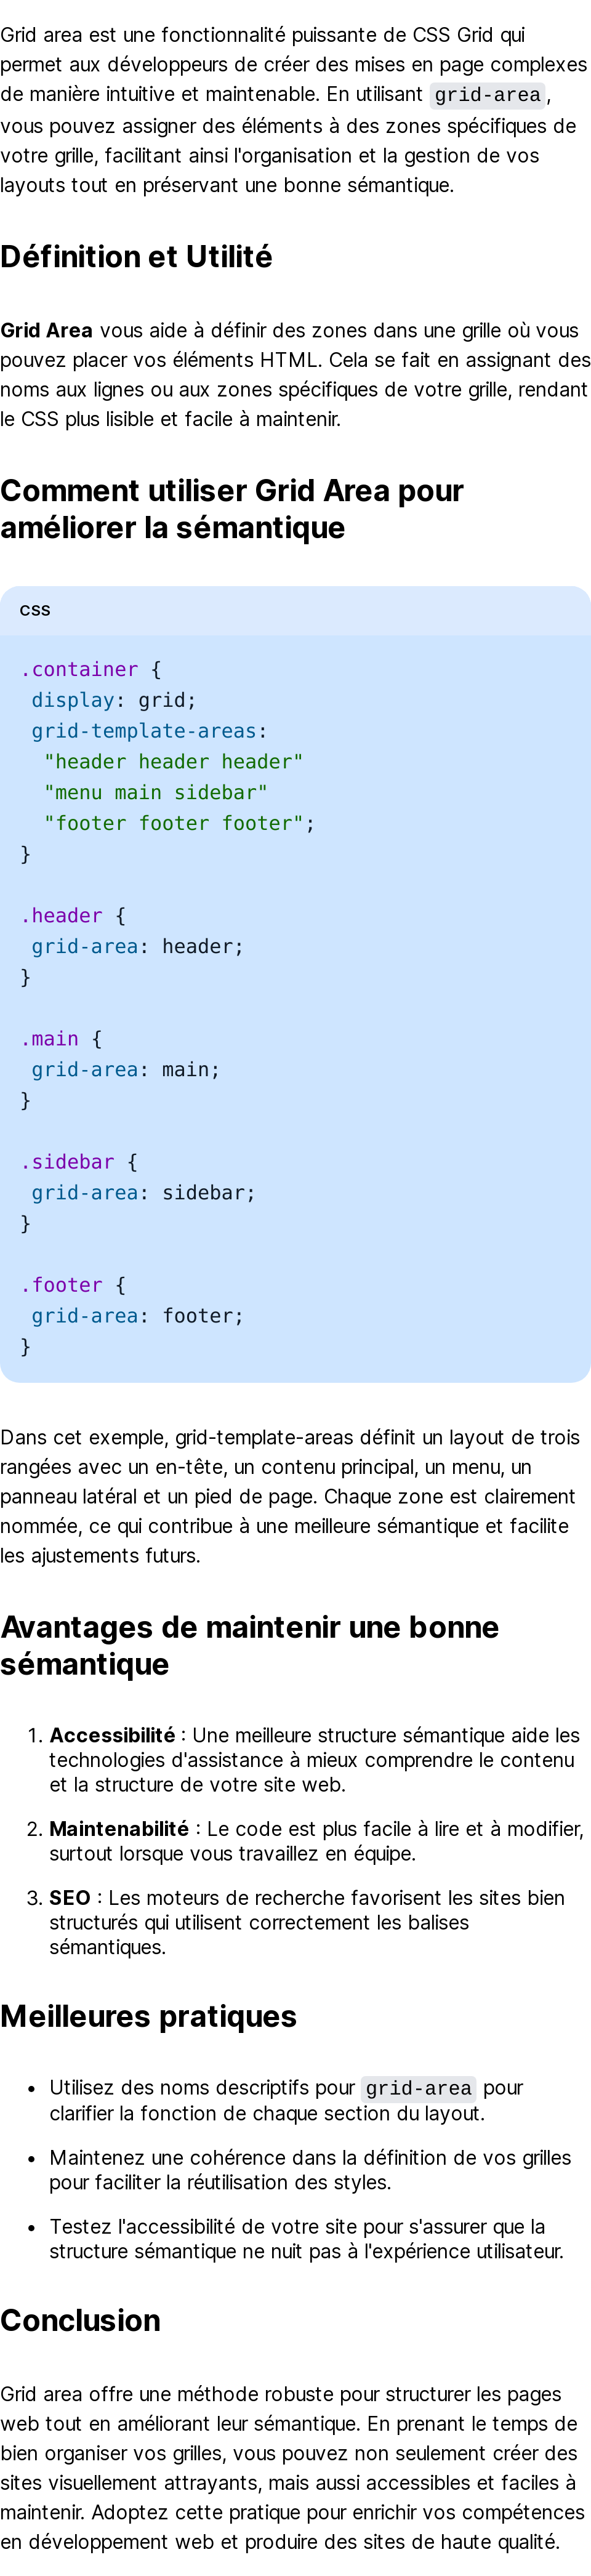 Grid area est une fonctionnalité puissante de CSS Grid qui
permet aux développeurs de créer des mises en page complexes
de manière intuitive et maintenable. En utilisant grid-area,
vous pouvez assigner des éléments à des zones spécifiques de
votre grille, facilitant ainsi l'organisation et la gestion de vos
layouts tout en préservant une bonne sémantique.
Définition et Utilité
Grid Area vous aide à définir des zones dans une grille où vous
pouvez placer vos éléments HTML. Cela se fait en assignant des
noms aux lignes ou aux zones spécifiques de votre grille, rendant
le CSS plus lisible et facile à maintenir.
Comment utiliser Grid Area pour
améliorer la sémantique
css
.container {
display: grid;
grid-template-areas:
"header header header"
"menu main sidebar"
"footer footer footer";
}
.header {
grid-area: header;
}
.main {
grid-area: main;
}
.sidebar {
grid-area: sidebar;
}
.footer {
grid-area: footer;
}
Dans cet exemple, grid-template-areas définit un layout de trois
rangées avec un en-tête, un contenu principal, un menu, un
panneau latéral et un pied de page. Chaque zone est clairement
nommée, ce qui contribue à une meilleure sémantique et facilite
les ajustements futurs.
Avantages de maintenir une bonne
sémantique
1. Accessibilité : Une meilleure structure sémantique aide les
technologies d'assistance à mieux comprendre le contenu
et la structure de votre site web.
2. Maintenabilité : Le code est plus facile à lire et à modifier,
surtout lorsque vous travaillez en équipe.
3. SEO : Les moteurs de recherche favorisent les sites bien
structurés qui utilisent correctement les balises
sémantiques.
Meilleures pratiques
• Utilisez des noms descriptifs pour grid-area pour
clarifier la fonction de chaque section du layout.
• Maintenez une cohérence dans la définition de vos grilles
pour faciliter la réutilisation des styles.
• Testez l'accessibilité de votre site pour s'assurer que la
structure sémantique ne nuit pas à l'expérience utilisateur.
Conclusion
Grid area offre une méthode robuste pour structurer les pages
web tout en améliorant leur sémantique. En prenant le temps de
bien organiser vos grilles, vous pouvez non seulement créer des
sites visuellement attrayants, mais aussi accessibles et faciles à
maintenir. Adoptez cette pratique pour enrichir vos compétences
en développement web et produire des sites de haute qualité.